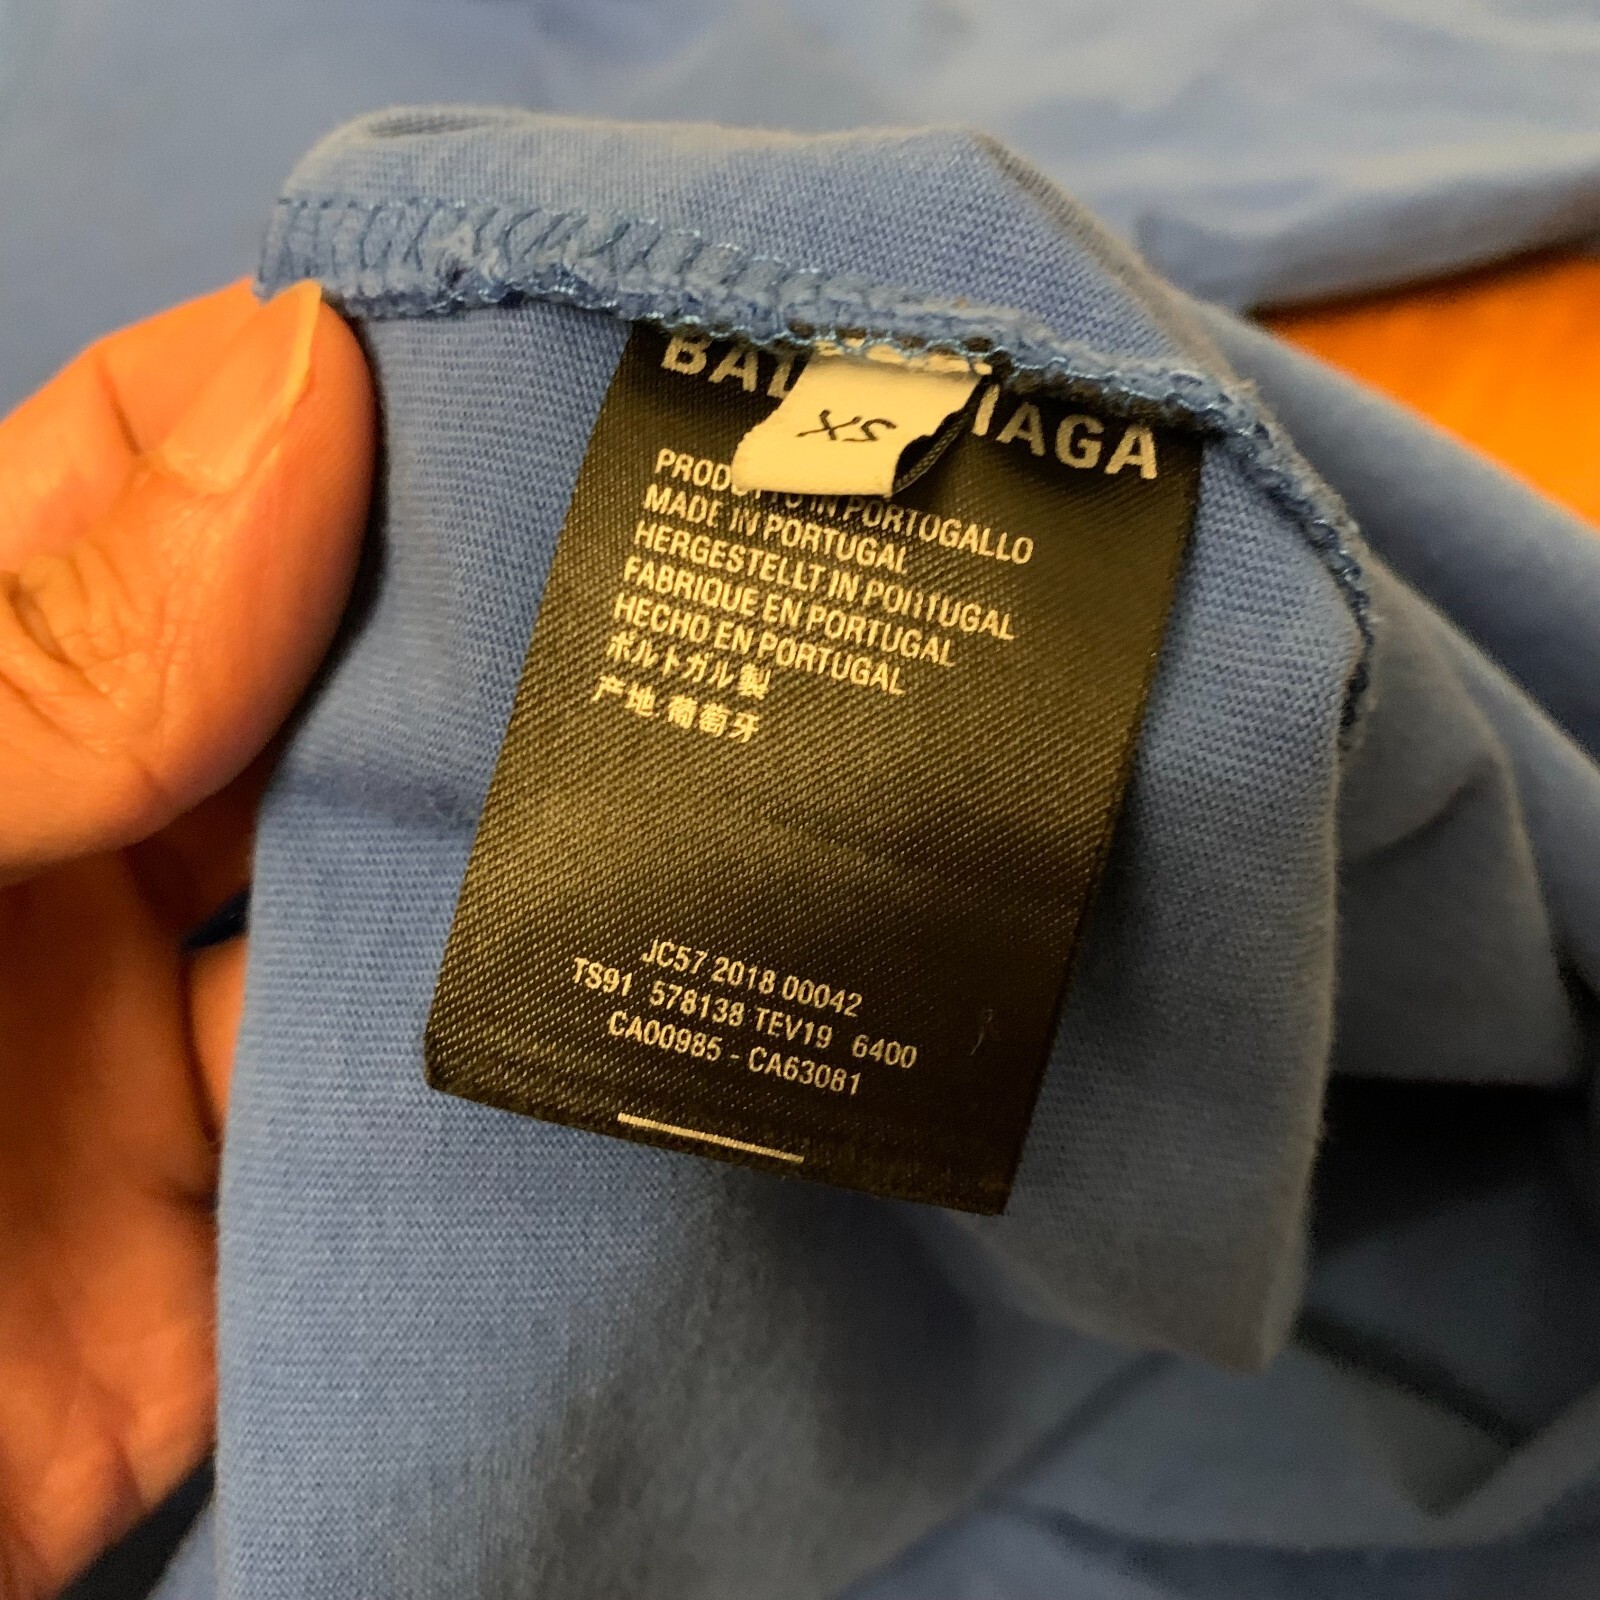 BAL IAGA
XS
PRODOTTO IN PORTOGALLO
MADE IN PORTUGAL
HERGESTELLT IN PORTUGAL
FABRIQUE EN PORTUGAL
HECHO EN PORTUGAL
ポルトガル製
产地:葡萄牙
JC57 2018 00042
TS91 578138 TEV19 6400
CA00985 - CA63081